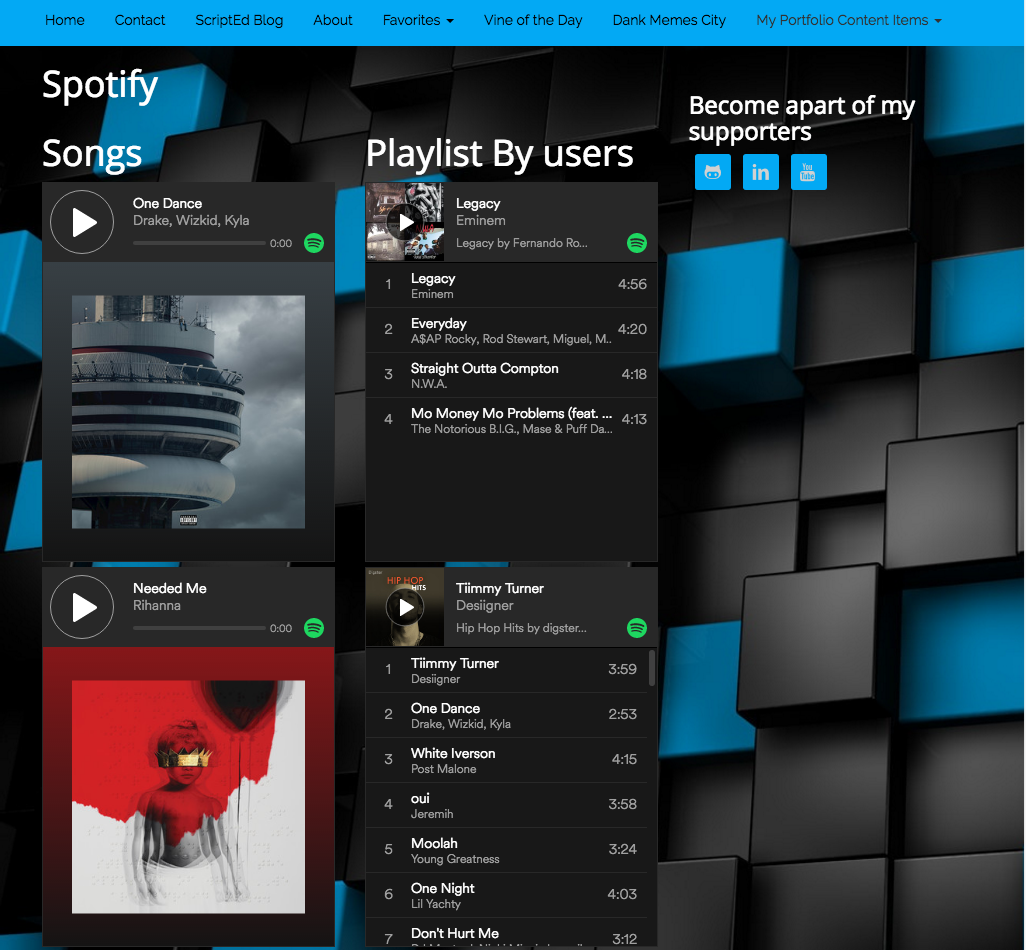 Home Contact ScriptEd Blog About Favorites Vine of the Day Dank Memes City My Portfolio Content Items
Spotify
Songs
One Dance
Drake, Wizkid, Kyla
0:00
Needed Me
Rihanna
0:00
Playlist By users
Legacy
Eminem
Legacy by Fernando Ro...
1 Legacy 4:56
Eminem
2 Everyday 4:20
A$AP Rocky, Rod Stewart, Miguel, M..
3 Straight Outta Compton 4:18
N.W.A.
4 Mo Money Mo Problems (feat. ... 4:13
The Notorious B.I.G., Mase & Puff Da...
HIP HOP
HITS
Tiimmy Turner
Desiigner
Hip Hop Hits by digster...
1 Tiimmy Turner 3:59
Desiigner
2 One Dance 2:53
Drake, Wizkid, Kyla
3 White Iverson 4:15
Post Malone
4 oui 3:58
Jeremih
5 Moolah 3:24
Young Greatness
6 One Night 4:03
Lil Yachty
7 Don't Hurt Me 3:12
Become apart of my
supporters
in
You
Tube